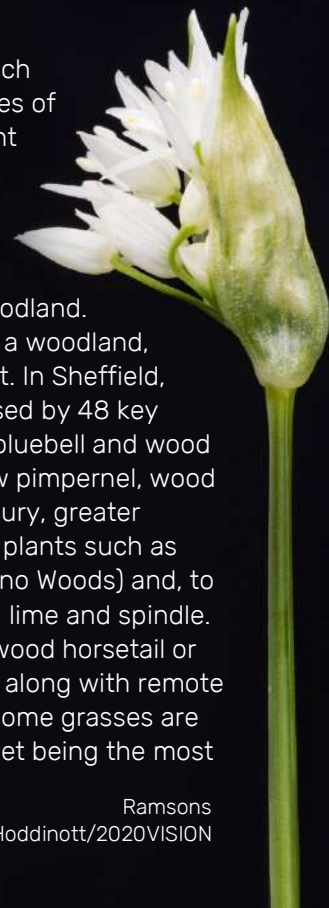 ch
es of
nt
odland.
a woodland,
t. In Sheffield,
sed by 48 key
bluebell and wood
w pimpernel, wood
ury, greater
plants such as
no Woods) and, to
lime and spindle.
wood horsetail or
along with remote
ome grasses are
et being the most
Ramsons
Hoddinott/2020VISION